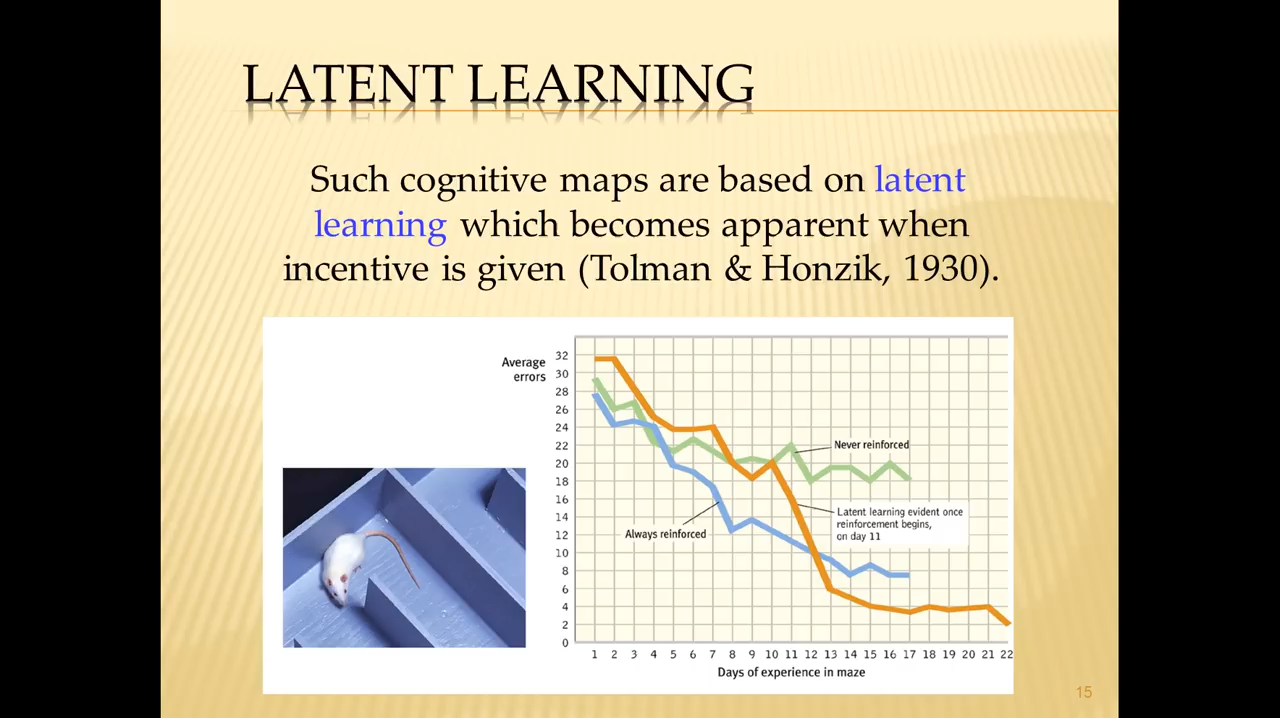 LATENT LEARNING
Such cognitive maps are based on latent
learning which becomes apparent when
incentive is given (Tolman & Honzik, 1930).
Average
errors
32
30
28
26
24
22
20
18
16
14
12
10
8
6
4
2
0
Never reinforced
Latent learning evident once
reinforcement begins,
on day 11
Always reinforced
1 2 3 4 5 6 7 8 9 10 11 12 13 14 15 16 17 18 19 20 21 22
Days of experience in maze
15